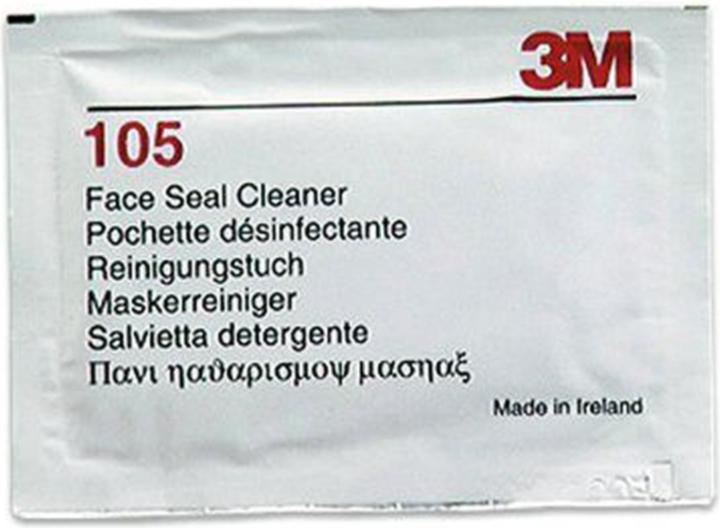 3M
105
Face Seal Cleaner
Pochette désinfectante
Reinigungstuch
Maskerreiniger
Salvietta detergente
Πανι ηαϑαρισμοψ μασηαξ
Made in Ireland